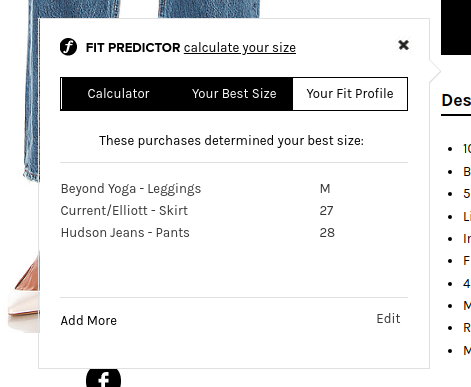 f FIT PREDICTOR calculate your size ✖
Calculator Your Best Size Your Fit Profile
These purchases determined your best size:
Beyond Yoga - Leggings M
Current/Elliott - Skirt 27
Hudson Jeans - Pants 28
Add More Edit
f
Des
10
B
5
Li
In
F
4
M
R
M